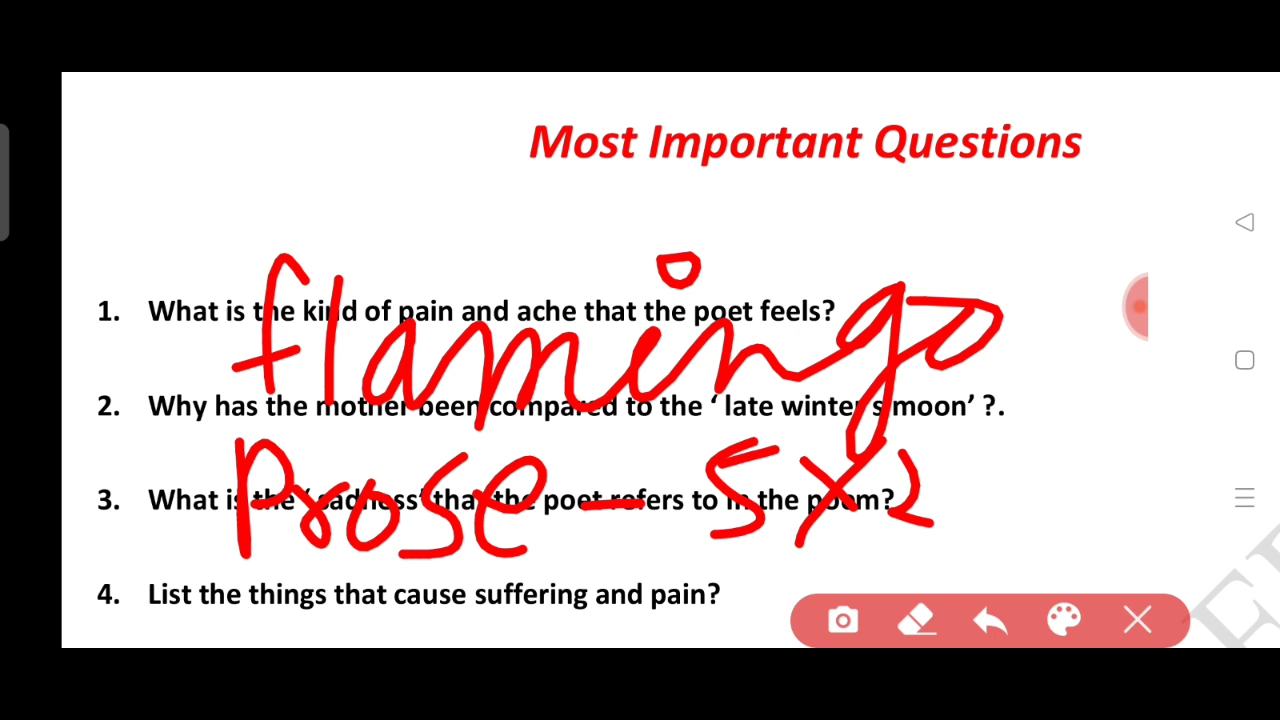 Most Important Questions
1. What is the kind of pain and ache that the poet feels?
flamingo
2. Why has the mother been compared to the ‘ late winter’s moon’ ?.
Prose - 5x2
3. What is the ‘ sadness’ that the poet refers to in the poem?
4. List the things that cause suffering and pain?